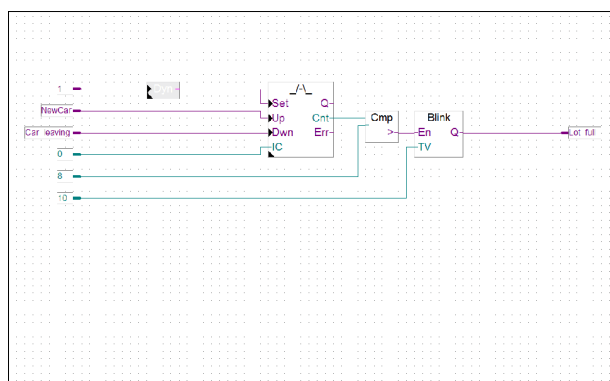 1
Dyn
NewCar
Car leaving
0
8
10
_/-\_
Set Q
Up Cnt
Dwn Err
IC
Cmp
>
Blink
En Q
TV
Lot full